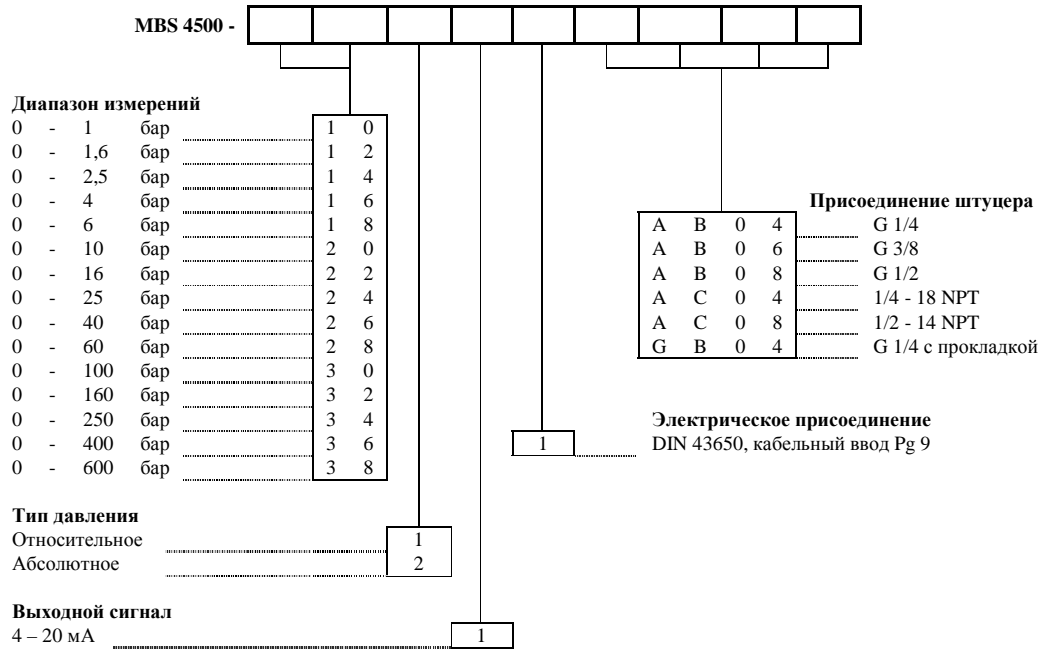 MBS 4500 -
Диапазон измерений
0 - 1 бар 1 0
0 - 1,6 бар 1 2
0 - 2,5 бар 1 4
0 - 4 бар 1 6
0 - 6 бар 1 8
0 - 10 бар 2 0
0 - 16 бар 2 2
0 - 25 бар 2 4
0 - 40 бар 2 6
0 - 60 бар 2 8
0 - 100 бар 3 0
0 - 160 бар 3 2
0 - 250 бар 3 4
0 - 400 бар 3 6
0 - 600 бар 3 8
Присоединение штуцера
A B 0 4 G 1/4
A B 0 6 G 3/8
A B 0 8 G 1/2
A C 0 4 1/4 - 18 NPT
A C 0 8 1/2 - 14 NPT
G B 0 4 G 1/4 с прокладкой
Электрическое присоединение
1 DIN 43650, кабельный ввод Pg 9
Тип давления
Относительное 1
Абсолютное 2
Выходной сигнал
4 – 20 мА 1